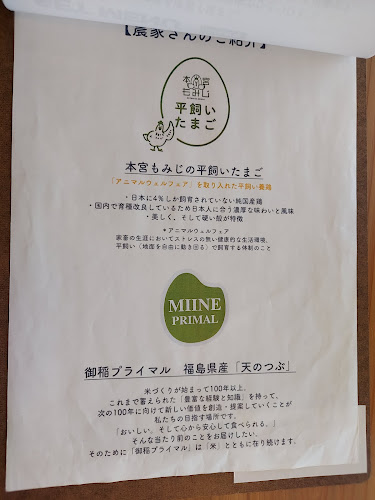 【農家さんのご紹介】
本宮
もみじ
平飼い
たまご
本宮もみじの平飼いたまご
「アニマルウェルフェア」を取り入れた平飼い養鶏
・日本に4％しか飼育されていない純国産鶏
・国内で育種改良しているため日本人に合う濃厚な味わいと風味
・美しく、そして硬い殻が特徴
＊アニマルウェルフェア
家畜の生涯においてストレスの無い健康的な生活環境、
平飼い（地面を自由に動き回る）で飼育する体制のこと
MIINE
PRIMAL
御稲プライマル　福島県産「天のつぶ」
米づくりが始まって100年以上。
これまで蓄えられた「豊富な経験と知識」を持って、
次の100年に向けて新しい価値を創造・提案していくことが
私たちの目指す場所です。
「おいしい。そして心から安心して食べられる。」
そんな当たり前のことをお届けしたい。
そのために「御稲プライマル」は「米」とともに在り続けます。